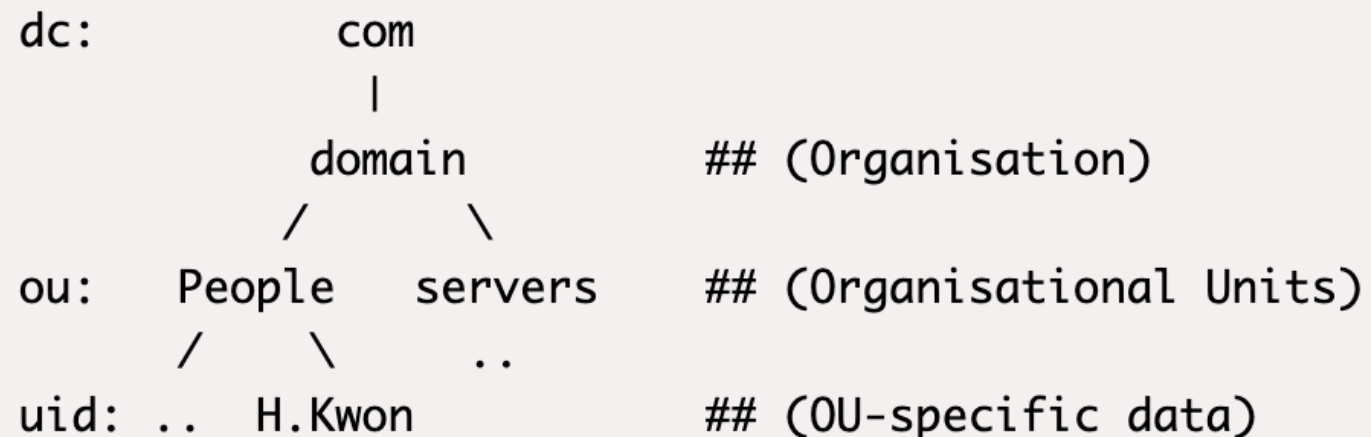 dc:             com
                 |
              domain         ## (Organisation)
             /      \
ou:   People   servers    ## (Organisational Units)
      /    \     ..
uid: ..  H.Kwon           ## (OU-specific data)